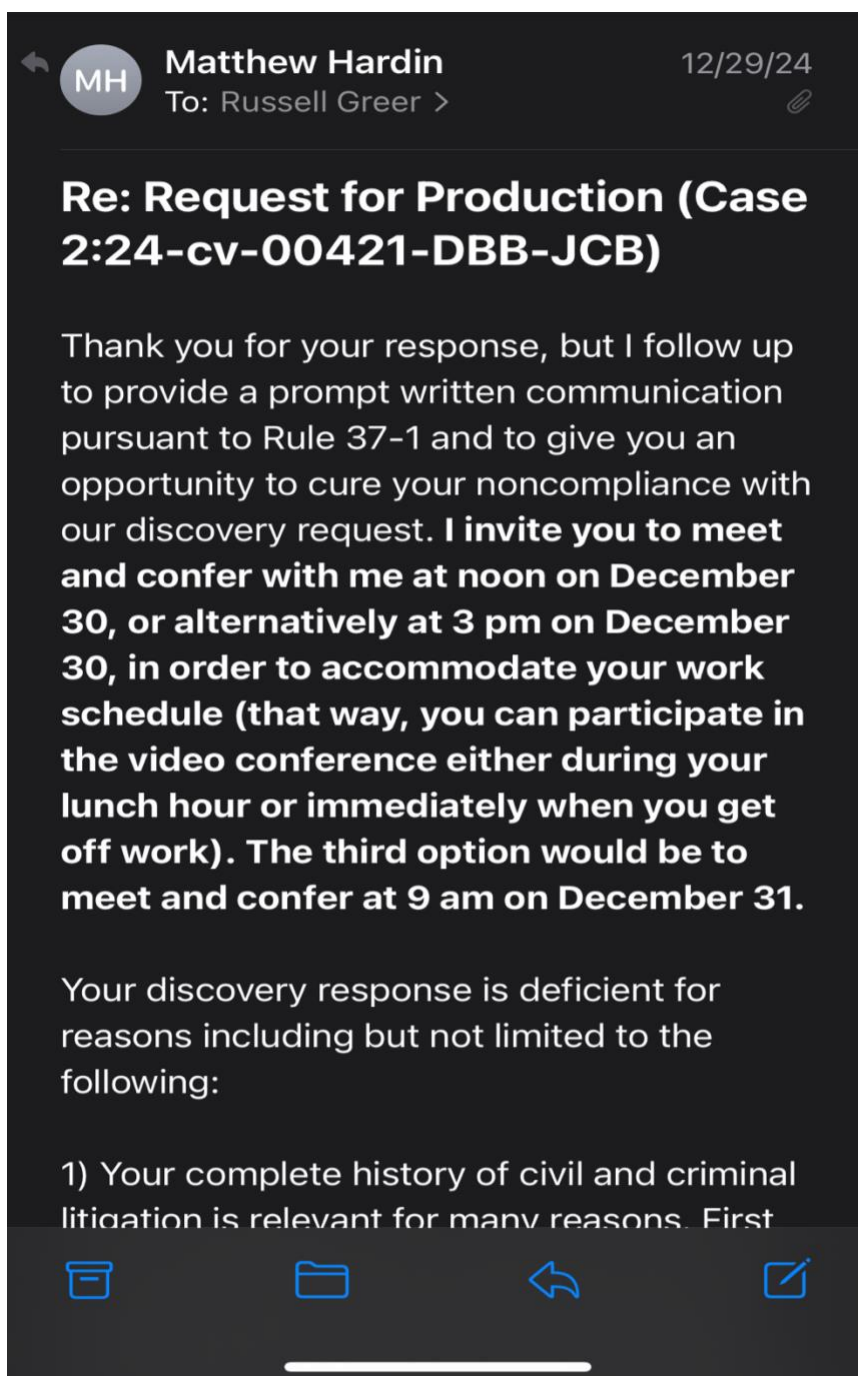 MH
Matthew Hardin
12/29/24
To: Russell Greer >
Re: Request for Production (Case
2:24-cv-00421-DBB-JCB)
Thank you for your response, but I follow up
to provide a prompt written communication
pursuant to Rule 37-1 and to give you an
opportunity to cure your noncompliance with
our discovery request. I invite you to meet
and confer with me at noon on December
30, or alternatively at 3 pm on December
30, in order to accommodate your work
schedule (that way, you can participate in
the video conference either during your
lunch hour or immediately when you get
off work). The third option would be to
meet and confer at 9 am on December 31.
Your discovery response is deficient for
reasons including but not limited to the
following:
1) Your complete history of civil and criminal
litigation is relevant for many reasons. First